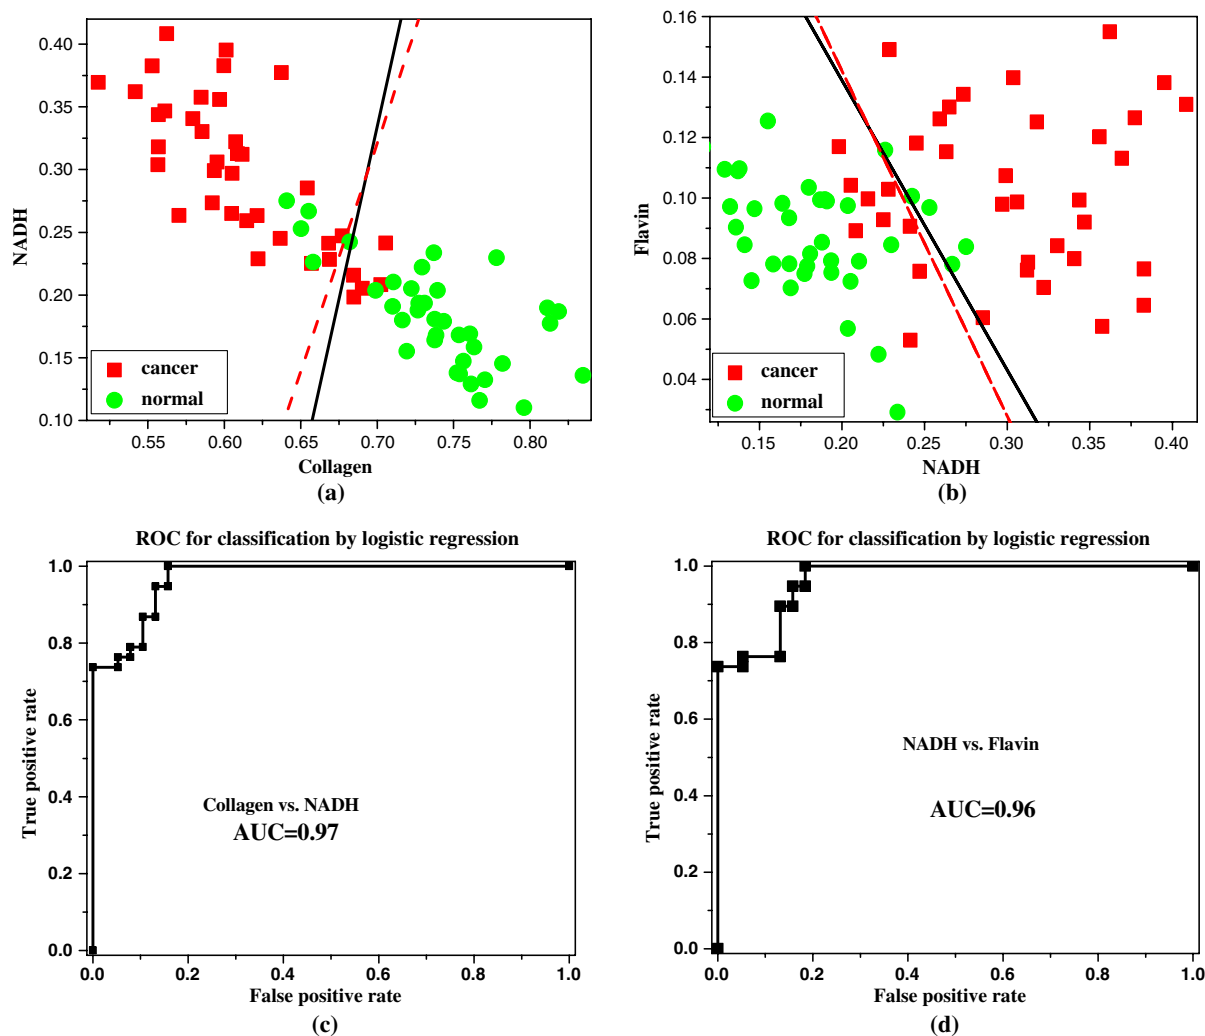 0.40
0.35
0.30
0.25
0.20
0.15
0.10
NADH
cancer
normal
0.55 0.60 0.65 0.70 0.75 0.80
Collagen
(a)
0.16
0.14
0.12
0.10
0.08
0.06
0.04
Flavin
cancer
normal
0.15 0.20 0.25 0.30 0.35 0.40
NADH
(b)
ROC for classification by logistic regression
1.0
0.8
0.6
0.4
0.2
0.0
True positive rate
Collagen vs. NADH
AUC=0.97
0.0 0.2 0.4 0.6 0.8 1.0
False positive rate
(c)
ROC for classification by logistic regression
1.0
0.8
0.6
0.4
0.2
0.0
True positive rate
NADH vs. Flavin
AUC=0.96
0.0 0.2 0.4 0.6 0.8 1.0
False positive rate
(d)